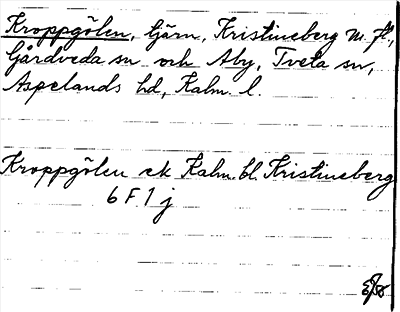 Kroppgölen, tjärn, Kristineberg m. fl.,
Gårdveda sn och Aby, Tveta sn,
Aspelands hd, Kalm. l.
Kroppgölen ek Kalm. bl. Kristineberg
6 F 1 j